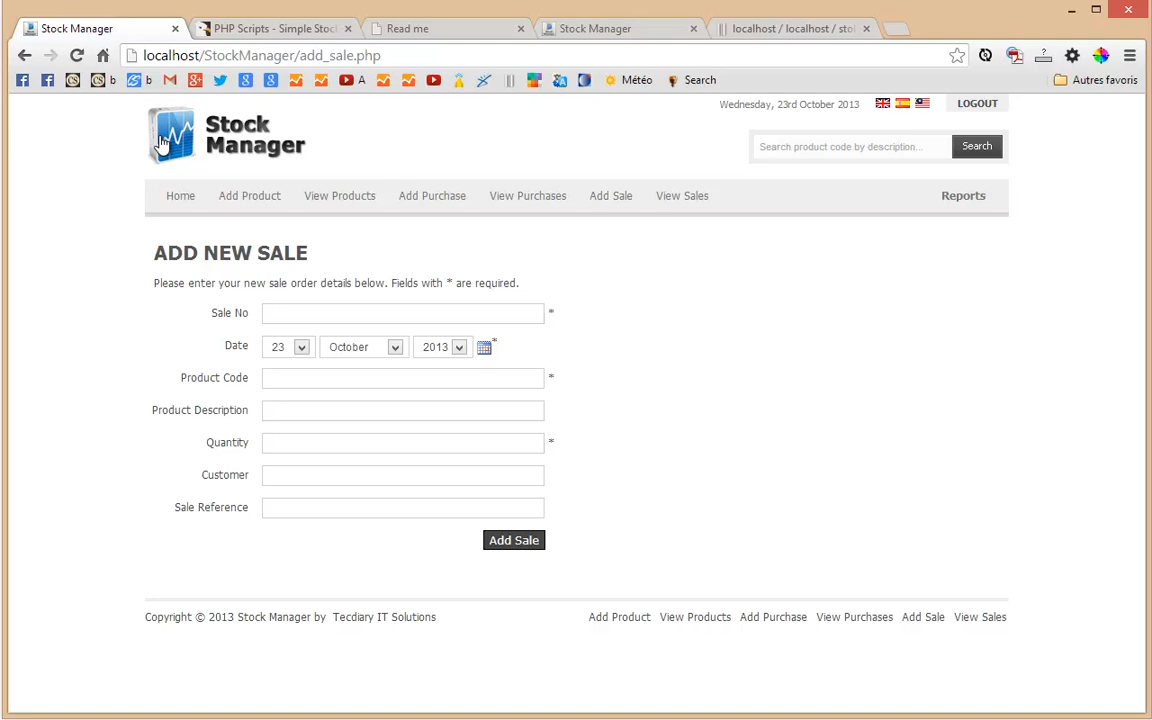 Stock Manager
PHP Scripts - Simple Stoc
Read me
Stock Manager
localhost / localhost / sto
localhost/StockManager/add_sale.php
b
b
A
Météo
Search
Autres favoris
Wednesday, 23rd October 2013
LOGOUT
Stock
Manager
Search product code by description...
Search
Home
Add Product
View Products
Add Purchase
View Purchases
Add Sale
View Sales
Reports
ADD NEW SALE
Please enter your new sale order details below. Fields with * are required.
Sale No *
Date 23 October 2013 *
Product Code *
Product Description
Quantity *
Customer
Sale Reference
Add Sale
Copyright © 2013 Stock Manager by Tecdiary IT Solutions
Add Product View Products Add Purchase View Purchases Add Sale View Sales